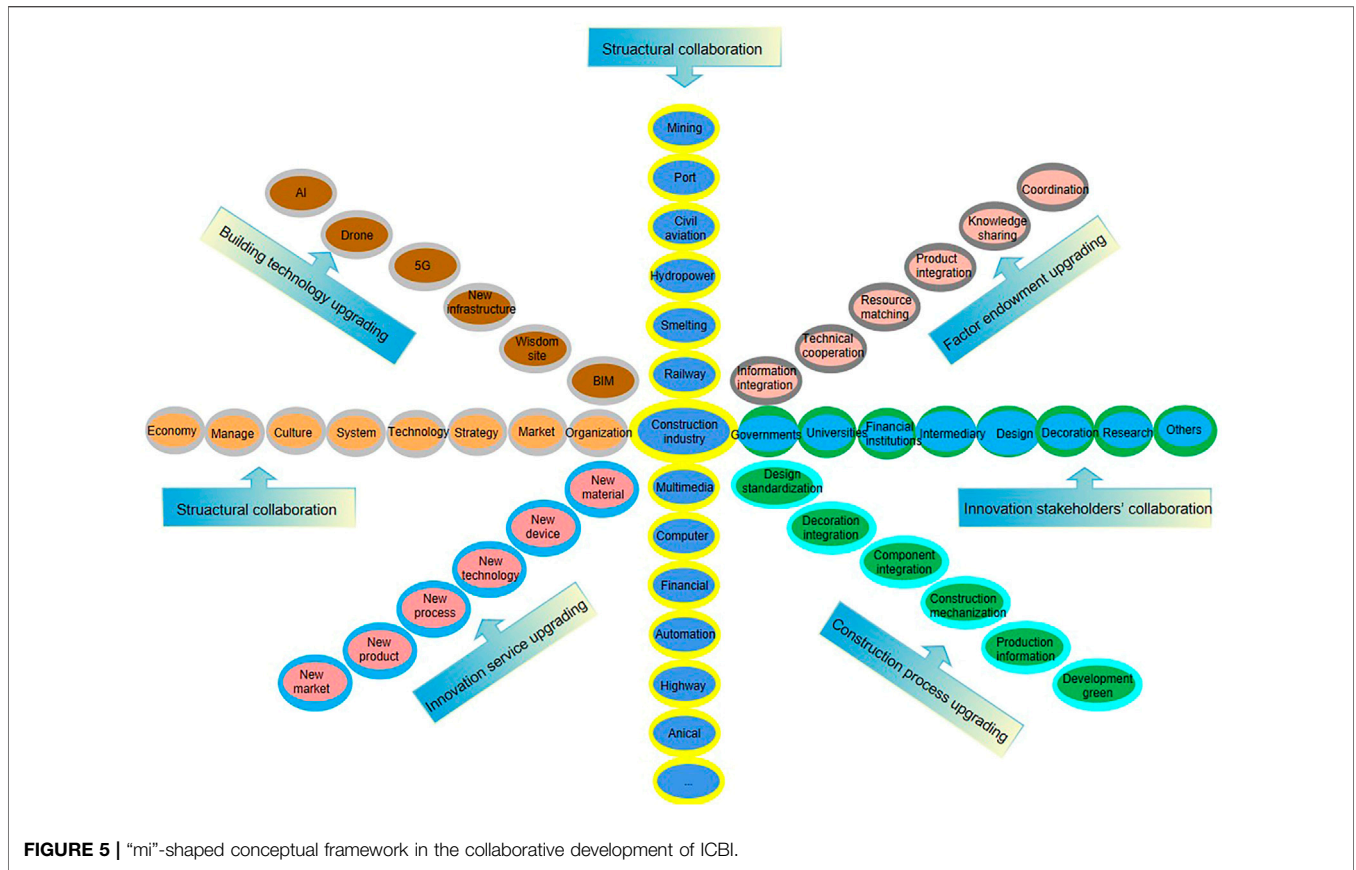 Struactural collaboration
Mining
Port
Civil
aviation
Hydropower
Smelting
Railway
Construction
industry
Multimedia
Computer
Financial
Automation
Highway
Anical
...
AI
Drone
5G
New
infrastructure
Wisdom
site
BIM
Building technology upgrading
Coordination
Knowledge
sharing
Product
integration
Resource
matching
Technical
cooperation
Information
integration
Factor endowment upgrading
Economy
Manage
Culture
System
Technology
Strategy
Market
Organization
Struactural collaboration
Governments
Universities
Financial
institutions
Intermediary
Design
Decoration
Research
Others
Innovation stakeholders' collaboration
New
material
New
device
New
technology
New
process
New
product
New
market
Innovation service upgrading
Design
standardization
Decoration
integration
Component
integration
Construction
mechanization
Production
information
Development
green
Construction process upgrading
FIGURE 5 | “mi”-shaped conceptual framework in the collaborative development of ICBI.